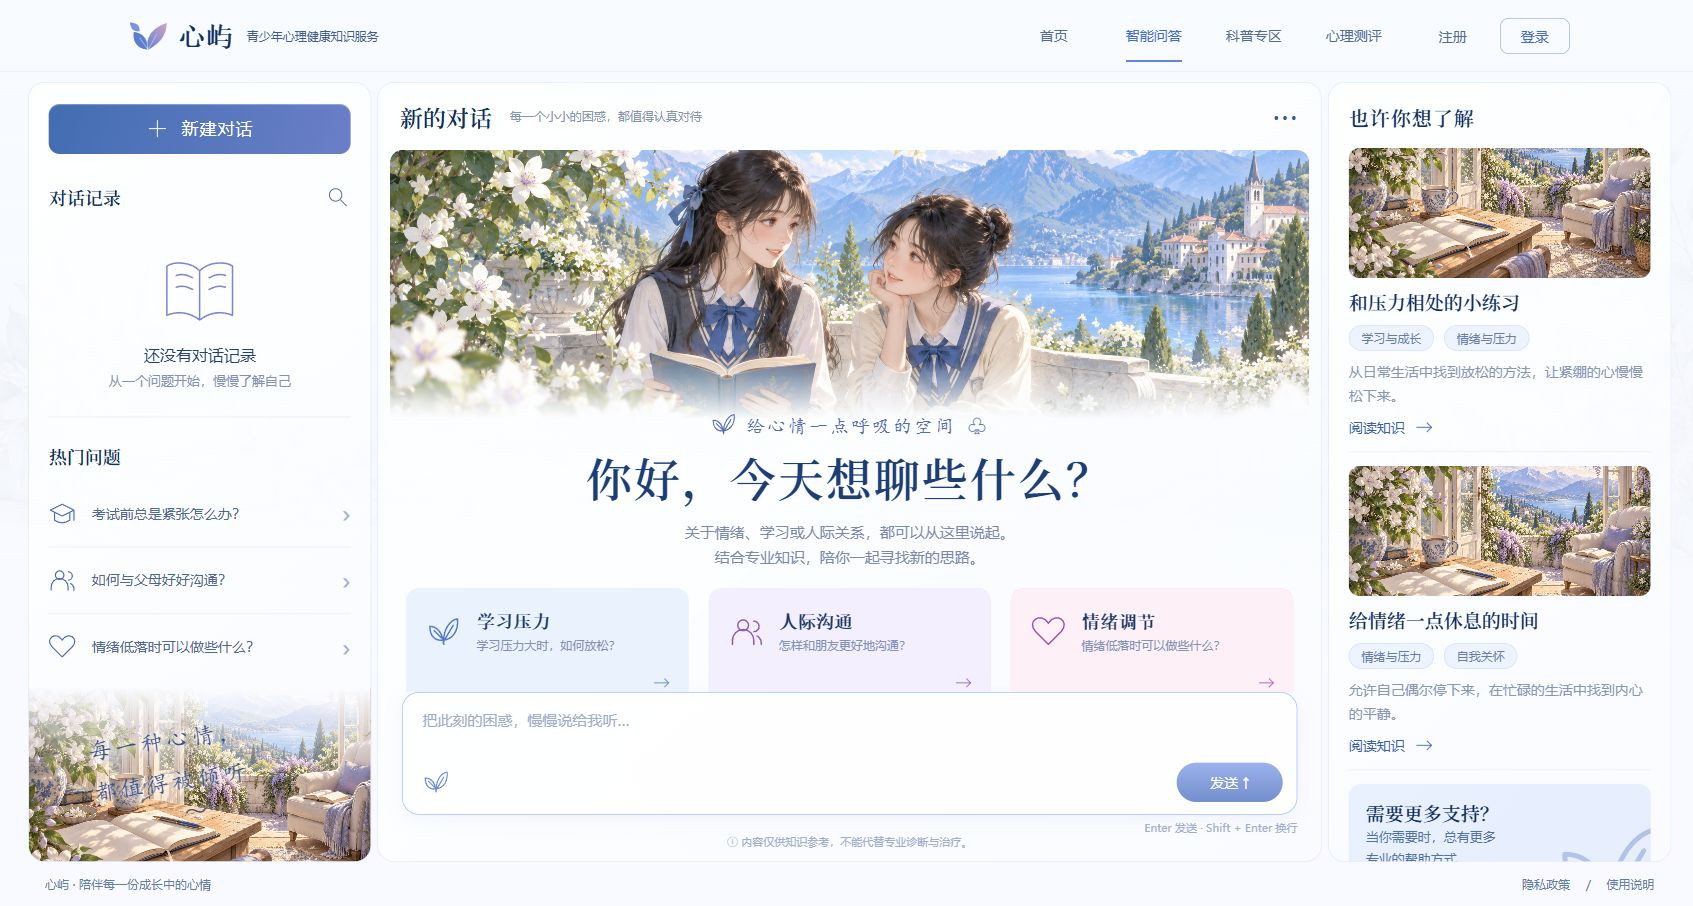 心屿 青少年心理健康知识服务
首页 智能问答 科普专区 心理测评 注册 登录
新建对话
对话记录
还没有对话记录
从一个问题开始，慢慢了解自己
热门问题
考试前总是紧张怎么办？
如何与父母好好沟通？
情绪低落时可以做些什么？
每一种心情，
都值得被倾听
新的对话 每一个小小的困惑，都值得认真对待
给心情一点呼吸的空间
你好，今天想聊些什么？
关于情绪、学习或人际关系，都可以从这里说起。
结合专业知识，陪你一起寻找新的思路。
学习压力
学习压力大时，如何放松？
人际沟通
怎样和朋友更好地沟通？
情绪调节
情绪低落时可以做些什么？
把此刻的困惑，慢慢说给我听...
发送↑
Enter 发送 · Shift + Enter 换行
内容仅供知识参考，不能代替专业诊断与治疗。
也许你想了解
和压力相处的小练习
学习与成长 情绪与压力
从日常生活中找到放松的方法，让紧绷的心慢慢
松下来。
阅读知识 →
给情绪一点休息的时间
情绪与压力 自我关怀
允许自己偶尔停下来，在忙碌的生活中找到内心
的平静。
阅读知识 →
需要更多支持？
当你需要时，总有更多
专业的帮助方式
心屿 · 陪伴每一份成长中的心情
隐私政策 / 使用说明